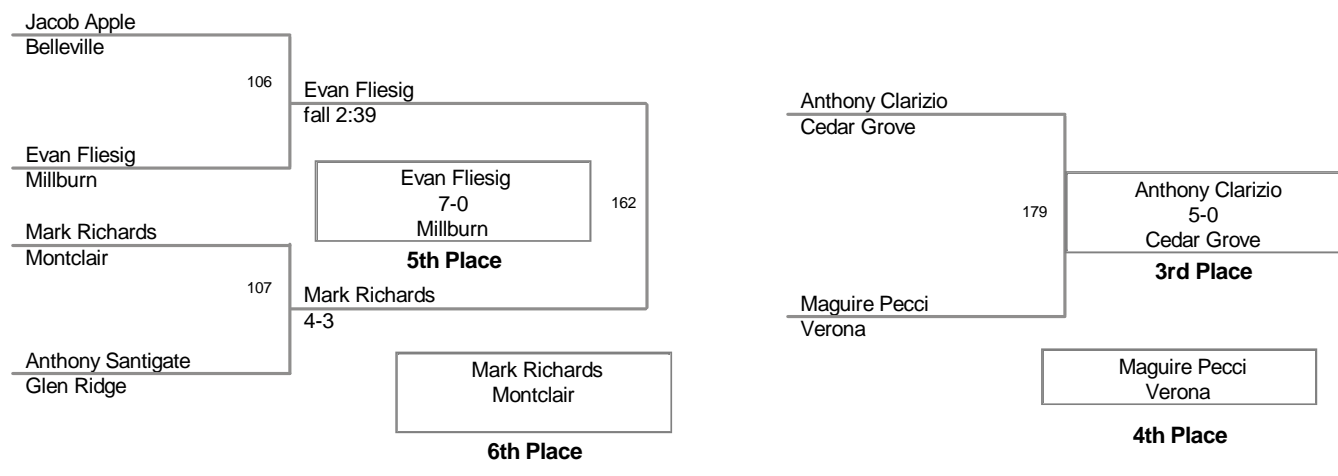 Jacob Apple
Belleville
106
Evan Fliesig
fall 2:39
Evan Fliesig
Millburn
Evan Fliesig
7-0
Millburn
5th Place
162
Mark Richards
Montclair
107
Mark Richards
4-3
Anthony Santigate
Glen Ridge
Mark Richards
Montclair
6th Place
Anthony Clarizio
Cedar Grove
179
Anthony Clarizio
5-0
Cedar Grove
3rd Place
Maguire Pecci
Verona
Maguire Pecci
Verona
4th Place